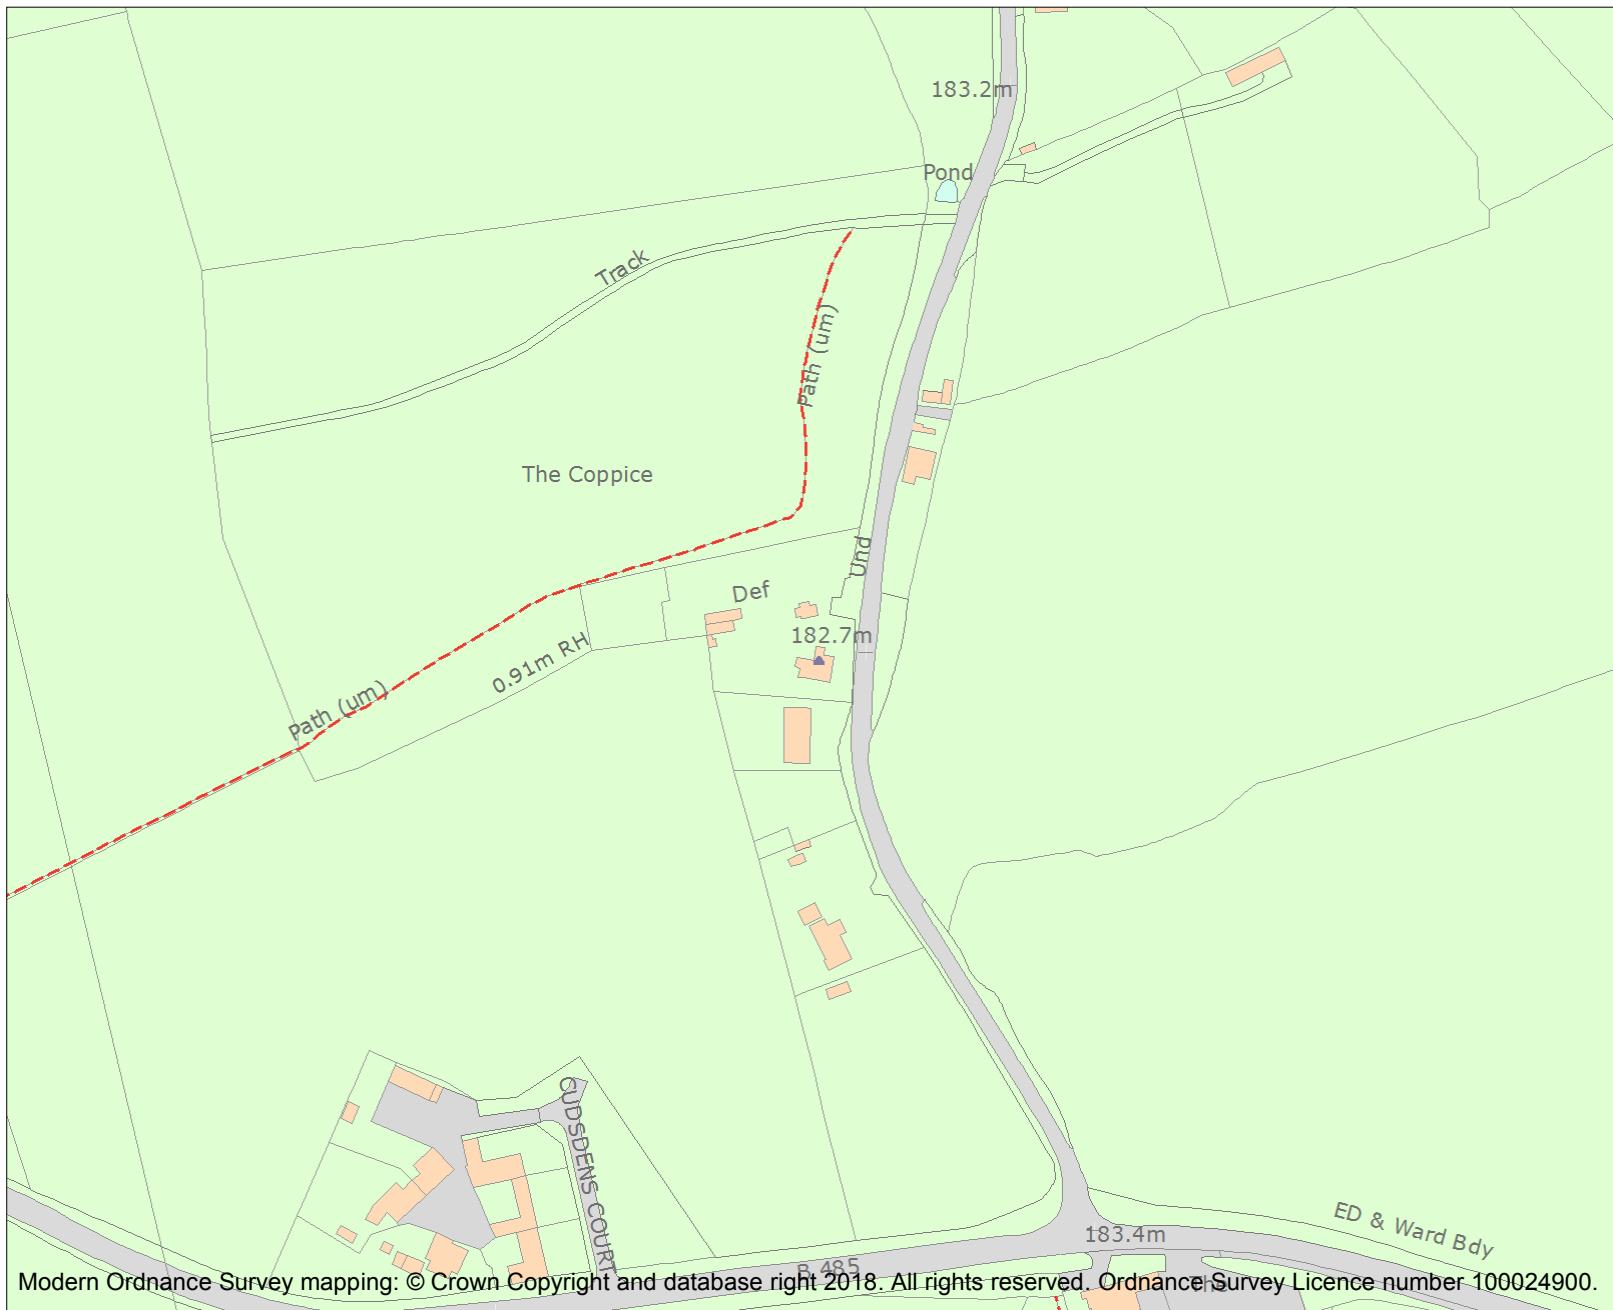 183.2m
Pond
Track
Path (um)
The Coppice
Und
Def
182.7m
0.91m RH
Path (um)
CUDSDENS COURT
ED & Ward Bdy
183.4m
B 485
The
Modern Ordnance Survey mapping: © Crown Copyright and database right 2018. All rights reserved. Ordnance Survey Licence number 100024900.